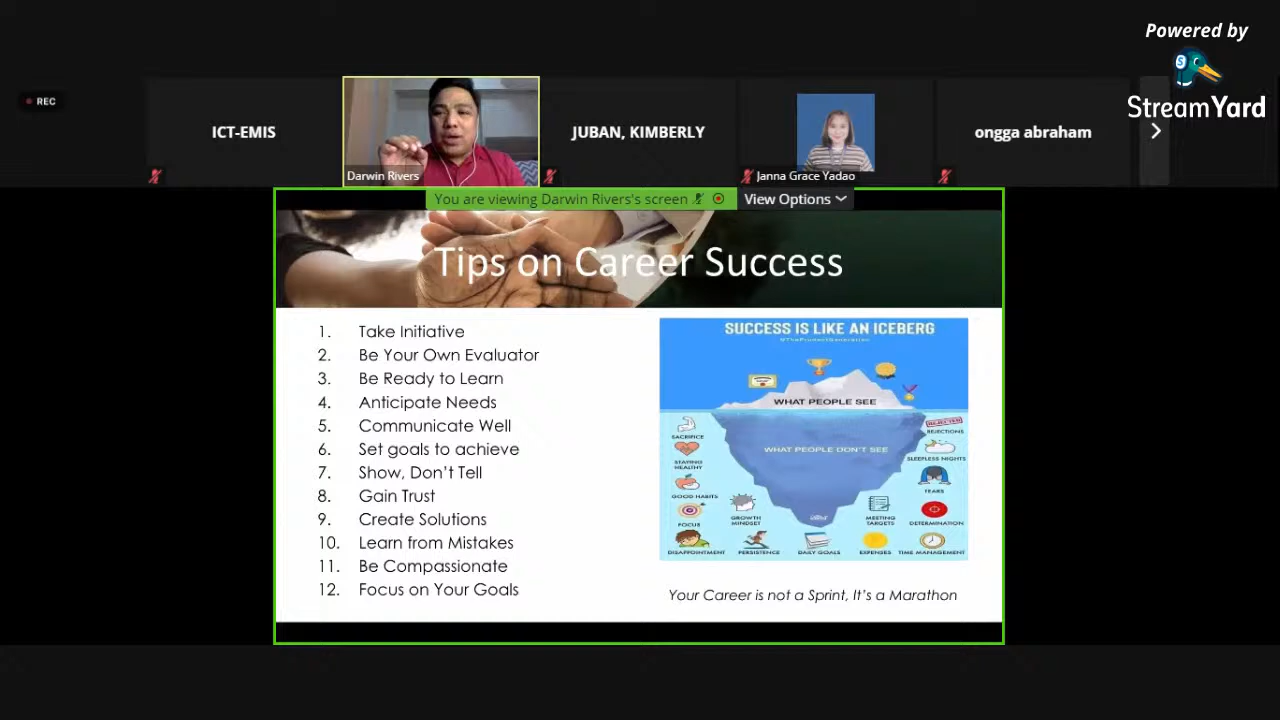 Powered by
StreamYard
REC
ICT-EMIS
Darwin Rivers
JUBAN, KIMBERLY
Janna Grace Yadao
ongga abraham
You are viewing Darwin Rivers's screen
View Options
Tips on Career Success
1. Take Initiative
2. Be Your Own Evaluator
3. Be Ready to Learn
4. Anticipate Needs
5. Communicate Well
6. Set goals to achieve
7. Show, Don't Tell
8. Gain Trust
9. Create Solutions
10. Learn from Mistakes
11. Be Compassionate
12. Focus on Your Goals
SUCCESS IS LIKE AN ICEBERG
#ThePrudentGeneration
WHAT PEOPLE SEE
WHAT PEOPLE DON'T SEE
SACRIFICE
STAYING
HEALTHY
GOOD HABITS
FOCUS
DISAPPOINTMENT
GROWTH
MINDSET
PERSISTENCE
DAILY GOALS
MEETING
TARGETS
EXPENSES
REJECTED
REJECTIONS
SLEEPLESS NIGHTS
TEARS
DETERMINATION
TIME MANAGEMENT
Your Career is not a Sprint, It's a Marathon